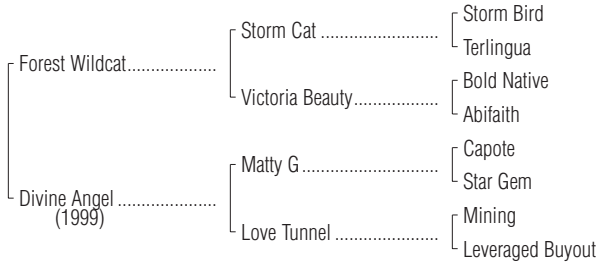 Storm Bird
Storm Cat ........................
Terlingua
Forest Wildcat..................
Bold Native
Victoria Beauty.................
Abifaith
Capote
Matty G...........................
Star Gem
Divine Angel ....................
(1999)
Mining
Love Tunnel .....................
Leveraged Buyout